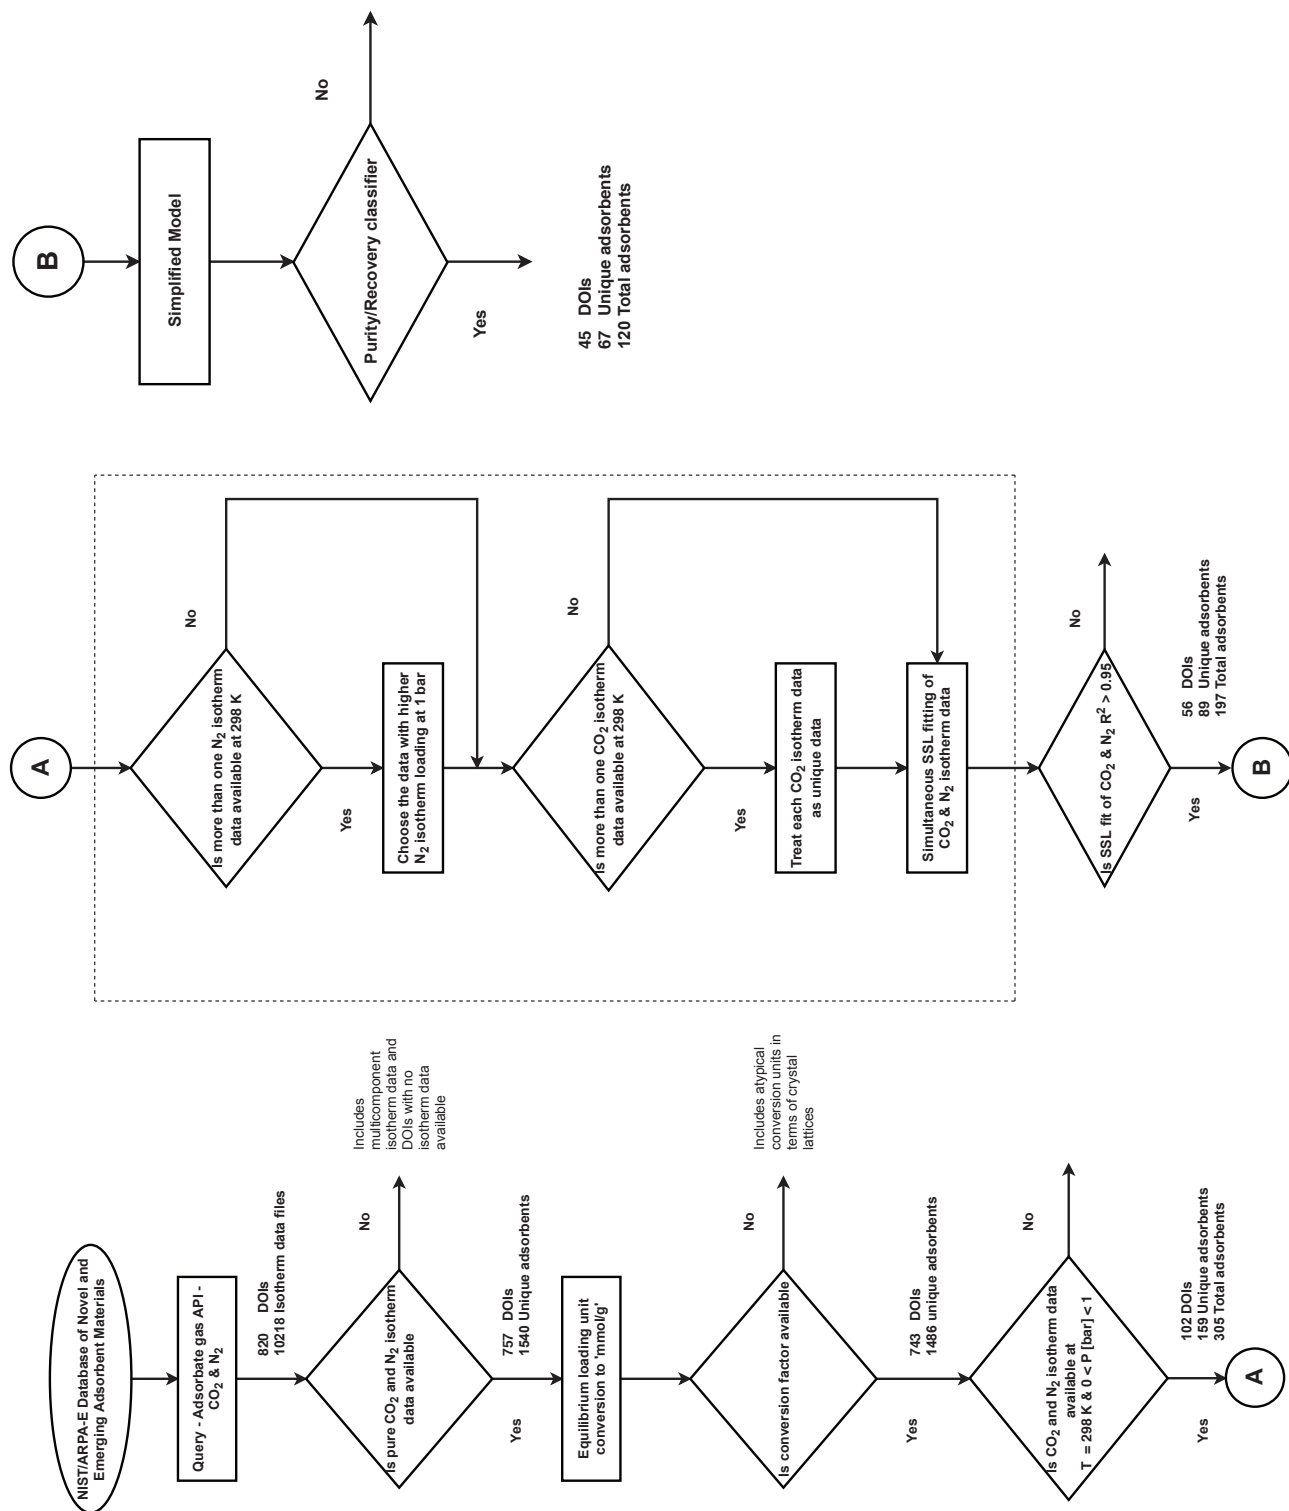 NIST/ARPA-E Database of Novel and
Emerging Adsorbent Materials
Query - Adsorbate gas API -
CO2 & N2
820 DOIs
10218 Isotherm data files
Is pure CO2 and N2 isotherm
data available
No
Includes
multicomponent
isotherm data and
DOIs with no
isotherm data
available
Yes
757 DOIs
1540 Unique adsorbents
Equilibrium loading unit
conversion to 'mmol/g'
Is conversion factor available
No
Includes atypical
conversion units in
terms of crystal
lattices
Yes
743 DOIs
1486 unique adsorbents
Is CO2 and N2 isotherm data
available at
T = 298 K & 0 < P [bar] < 1
No
Yes
102 DOIs
159 Unique adsorbents
305 Total adsorbents
A
A
Is more than one N2 isotherm
data available at 298 K
No
Yes
Choose the data with higher
N2 isotherm loading at 1 bar
Is more than one CO2 isotherm
data available at 298 K
No
Yes
Treat each CO2 isotherm data
as unique data
Simultaneous SSL fitting of
CO2 & N2 isotherm data
Is SSL fit of CO2 & N2 R2 > 0.95
No
Yes
56 DOIs
89 Unique adsorbents
197 Total adsorbents
B
B
Simplified Model
Purity/Recovery classifier
No
Yes
45 DOIs
67 Unique adsorbents
120 Total adsorbents